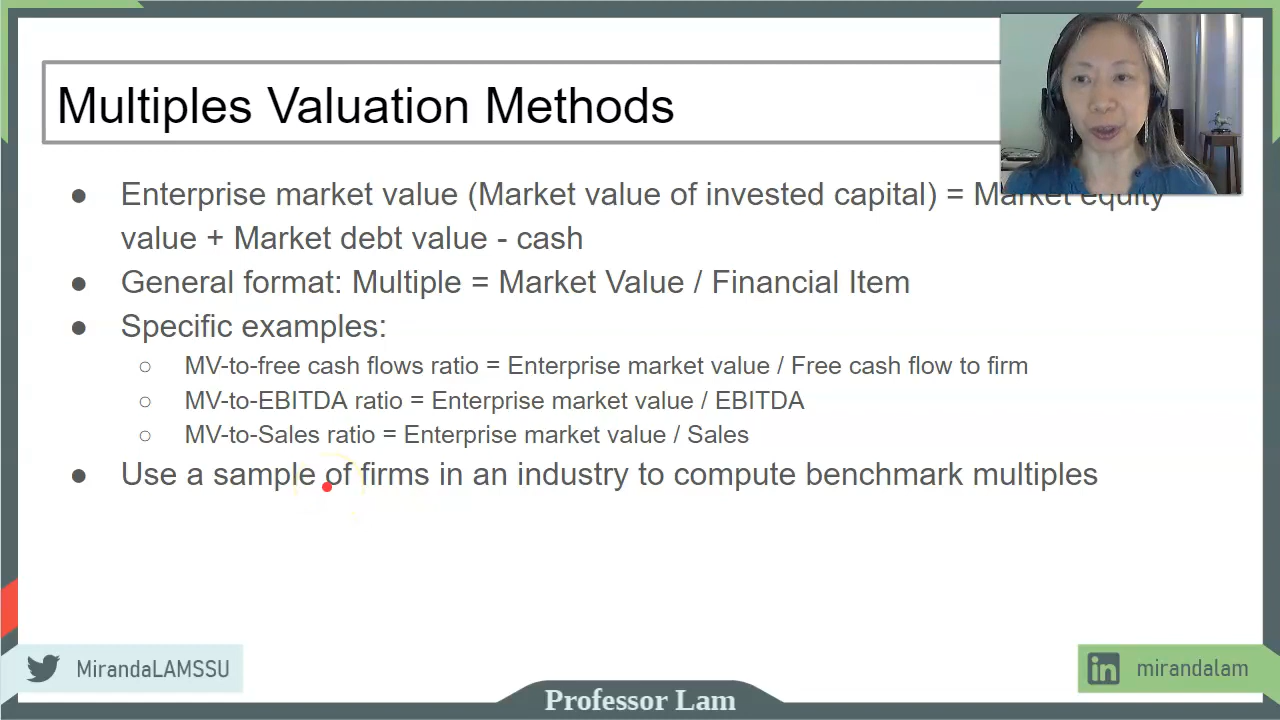 Multiples Valuation Methods
● Enterprise market value (Market value of invested capital) = Market equity
value + Market debt value - cash
● General format: Multiple = Market Value / Financial Item
● Specific examples:
○ MV-to-free cash flows ratio = Enterprise market value / Free cash flow to firm
○ MV-to-EBITDA ratio = Enterprise market value / EBITDA
○ MV-to-Sales ratio = Enterprise market value / Sales
● Use a sample of firms in an industry to compute benchmark multiples
MirandaLAMSSU
in mirandalam
Professor Lam